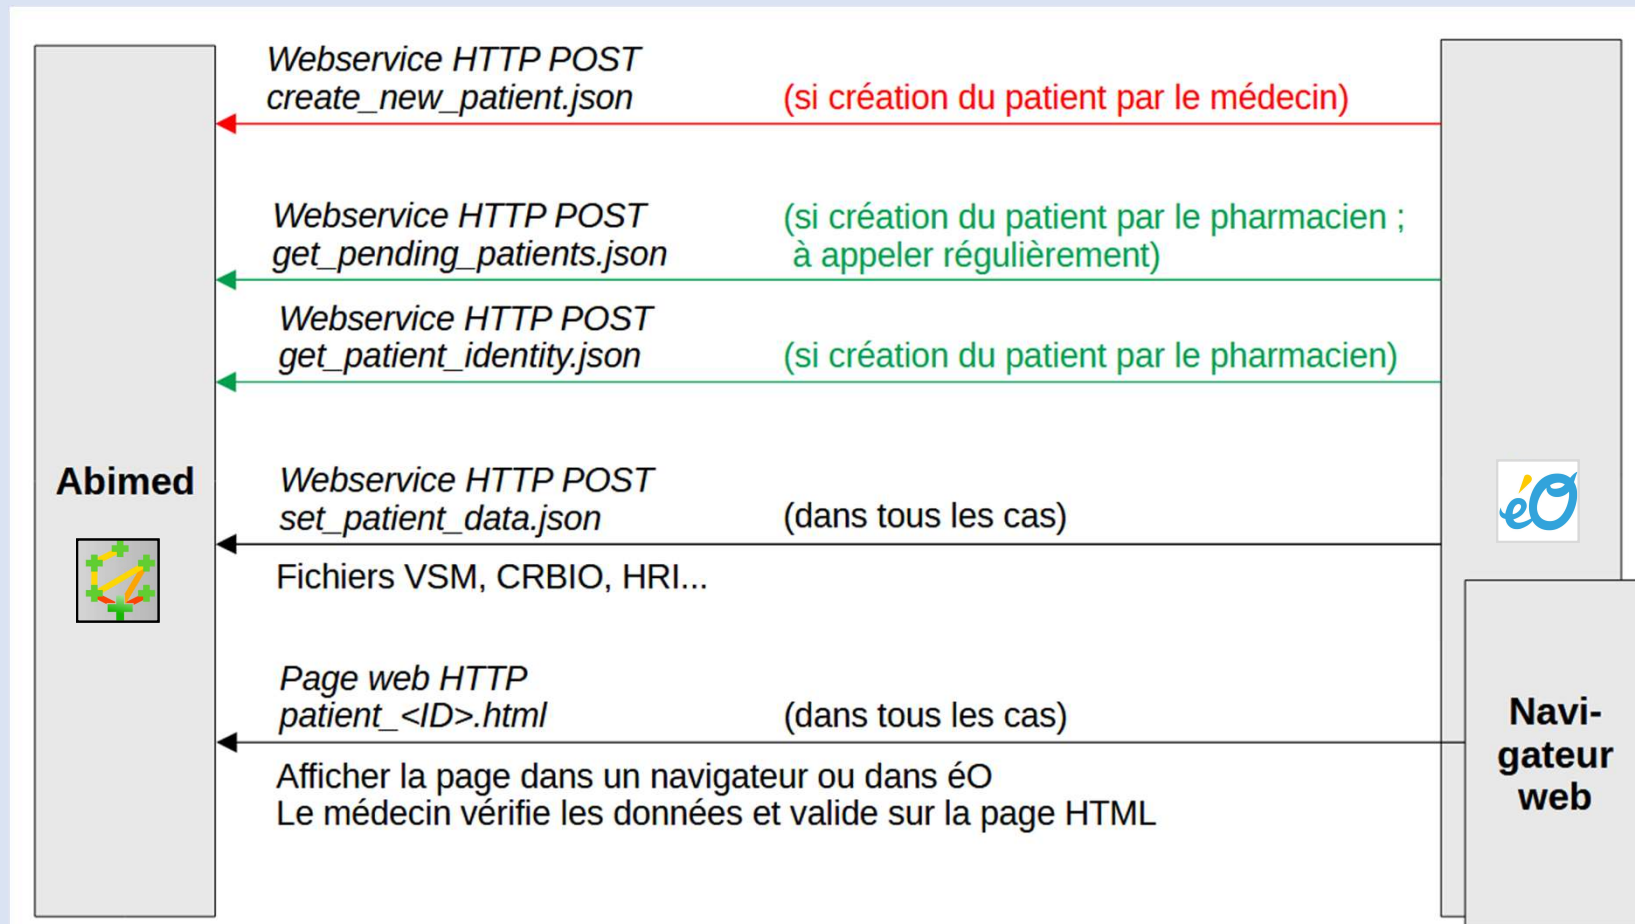 Webservice HTTP POST
create_new_patient.json (si création du patient par le médecin)
Webservice HTTP POST (si création du patient par le pharmacien ;
get_pending_patients.json à appeler régulièrement)
Webservice HTTP POST
get_patient_identity.json (si création du patient par le pharmacien)
Abimed
Webservice HTTP POST
set_patient_data.json (dans tous les cas)
éO
Fichiers VSM, CRBIO, HRI...
Page web HTTP
patient_<ID>.html (dans tous les cas)
Navi-
gateur
web
Afficher la page dans un navigateur ou dans éO
Le médecin vérifie les données et valide sur la page HTML